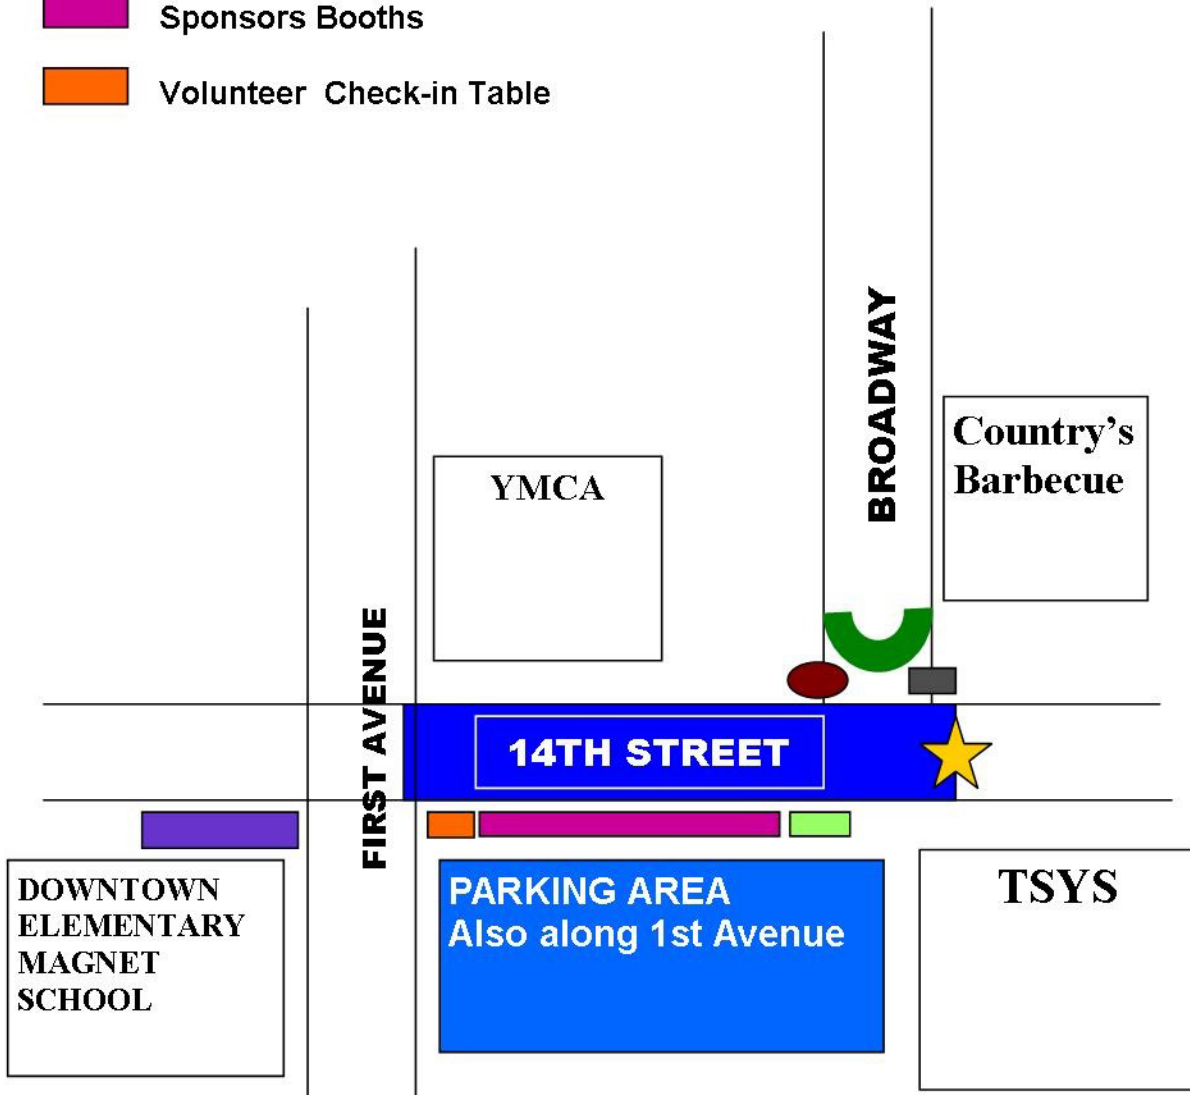 Sponsors Booths
Volunteer Check-in Table
BROADWAY
Country's
Barbecue
YMCA
FIRST AVENUE
14TH STREET
DOWNTOWN
ELEMENTARY
MAGNET
SCHOOL
PARKING AREA
Also along 1st Avenue
TSYS